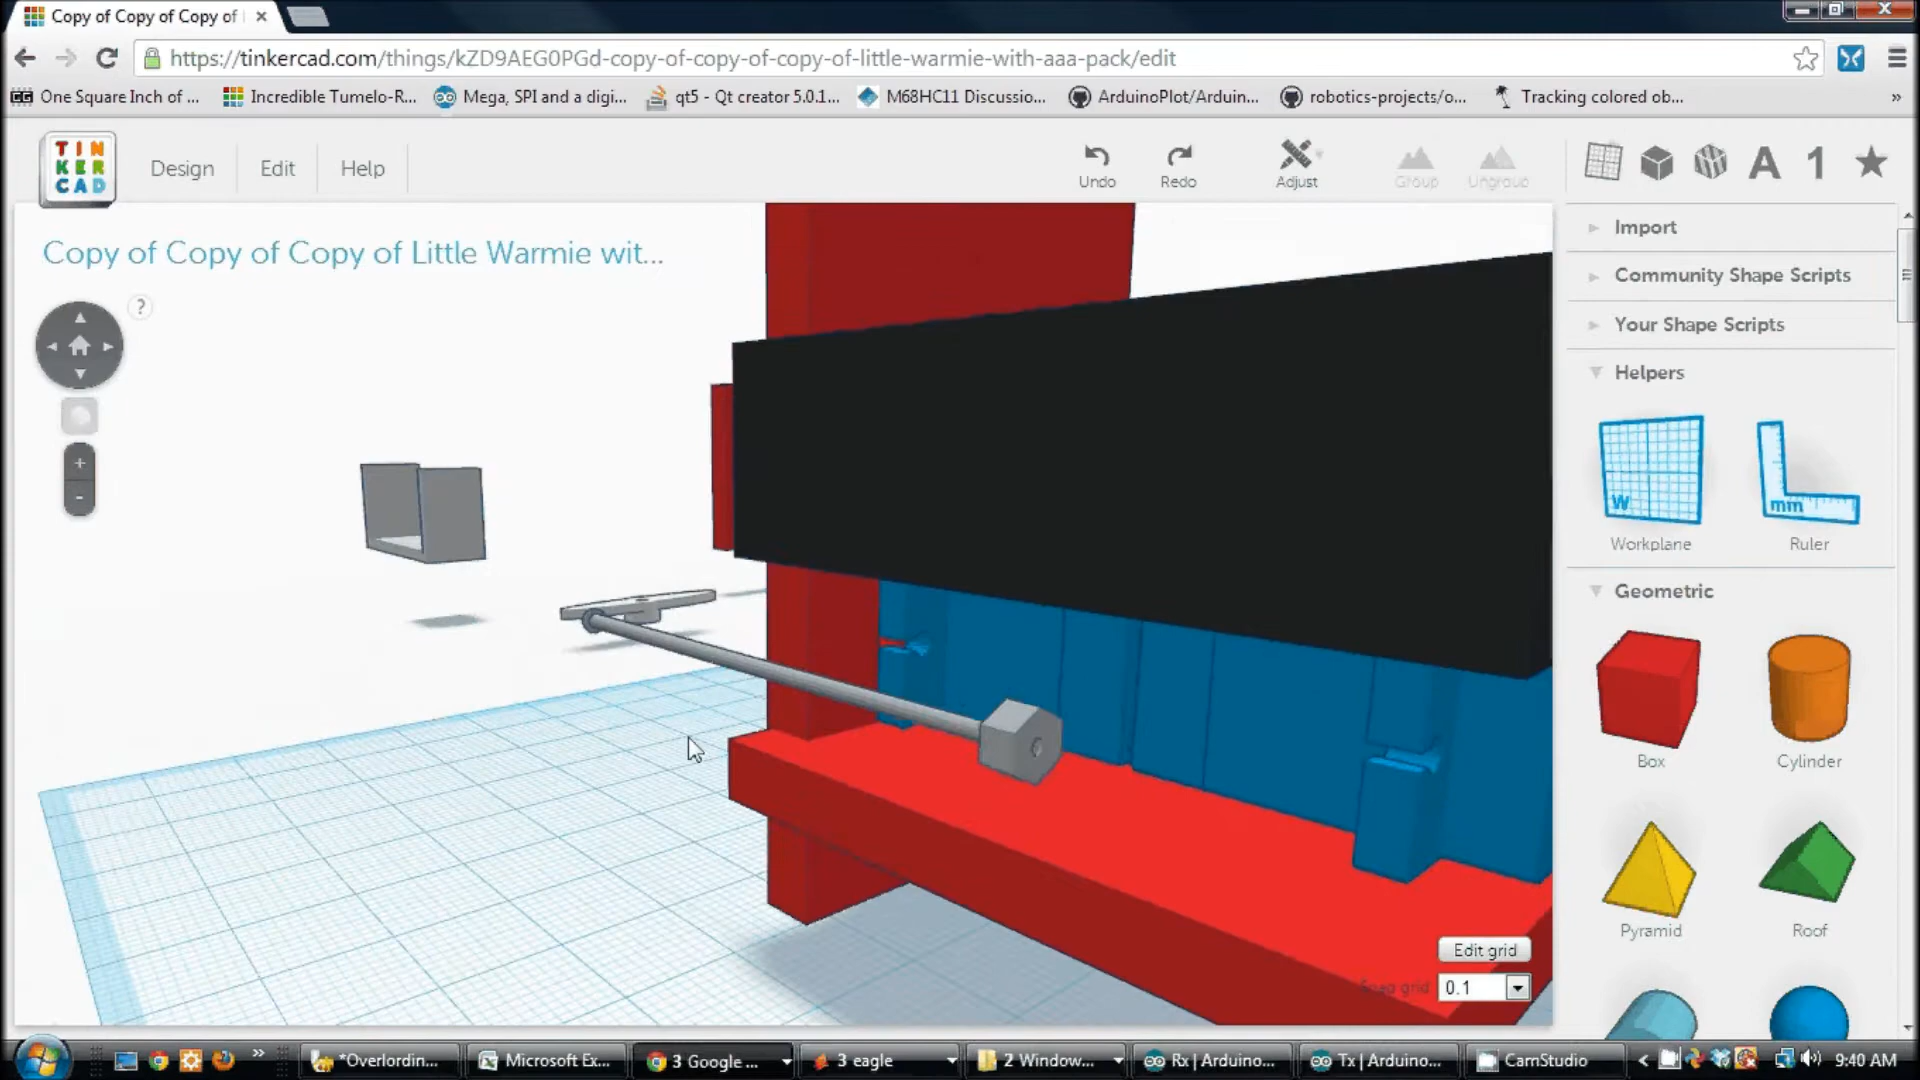 Copy of Copy of Copy of
https://tinkercad.com/things/kZD9AEG0PGd-copy-of-copy-of-copy-of-little-warmie-with-aaa-pack/edit
One Square Inch of ... Incredible Tumelo-R... Mega, SPI and a digi... qt5 - Qt creator 5.0.1... M68HC11 Discussio... ArduinoPlot/Arduin... robotics-projects/o... Tracking colored ob... »
TIN
KER
CAD
Design Edit Help
Undo Redo Adjust Group Ungroup
A 1
Copy of Copy of Copy of Little Warmie wit...
?
+
-
Import
Community Shape Scripts
Your Shape Scripts
Helpers
W mm
Workplane Ruler
Geometric
Box Cylinder
Pyramid Roof
Edit grid
Snap grid 0.1
» *Overlordin... Microsoft Ex... 3 Google ... 3 eagle 2 Window... Rx | Arduino... Tx | Arduino... CamStudio 9:40 AM